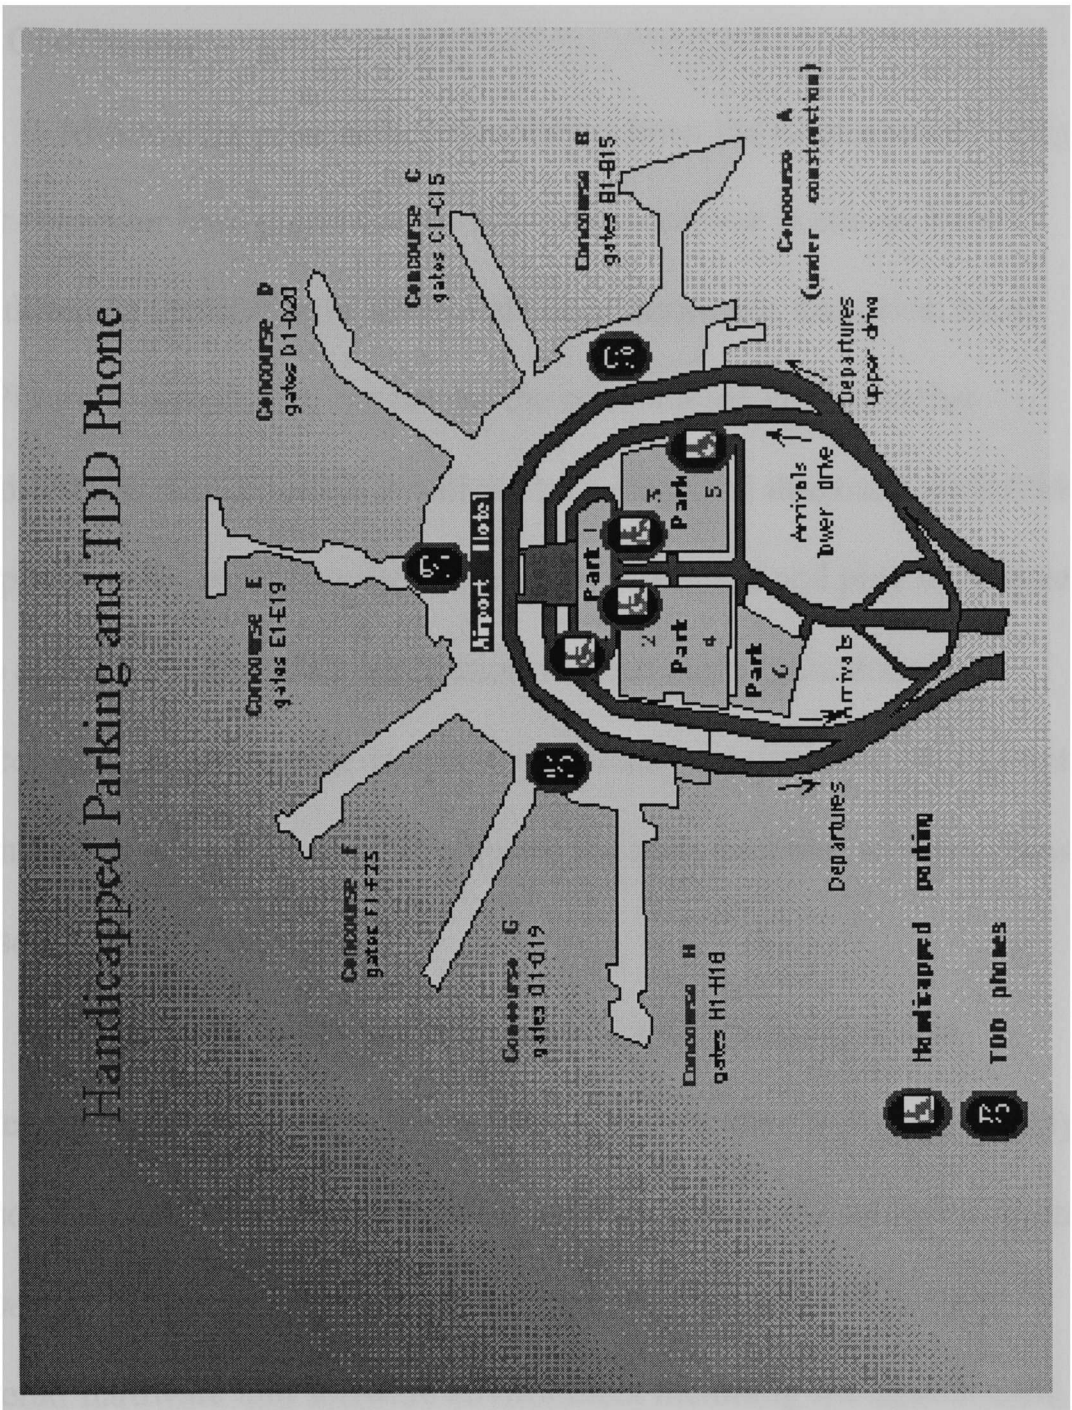 Handicapped Parking and TDD Phone
Concourse E
gates E1-E19
Concourse D
gates D1-D20
Concourse F
gates F1-F25
Concourse C
gates C1-C15
Airport Hotel
Concourse G
gates G1-G19
Concourse B
gates B1-B15
Park 1
2
Park
4
3
Park
5
Concourse H
gates H1-H18
Park
6
Concourse A
(under construction)
Arrivals
lower drive
Arrivals
Departures
upper drive
Departures
Handicapped parking
TDD phones